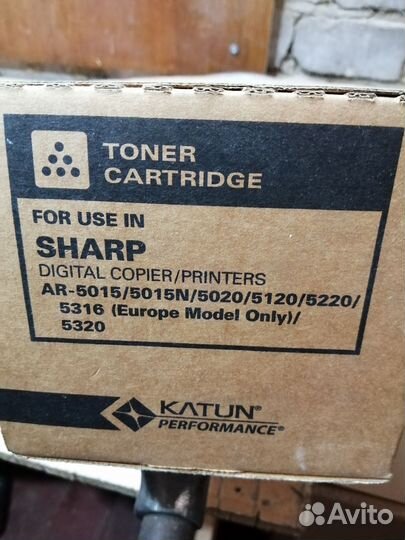 TONER
CARTRIDGE
FOR USE IN
SHARP
DIGITAL COPIER/PRINTERS
AR-5015/5015N/5020/5120/5220/
5316 (Europe Model Only)/
5320
KATUN®
PERFORMANCE®
Avito